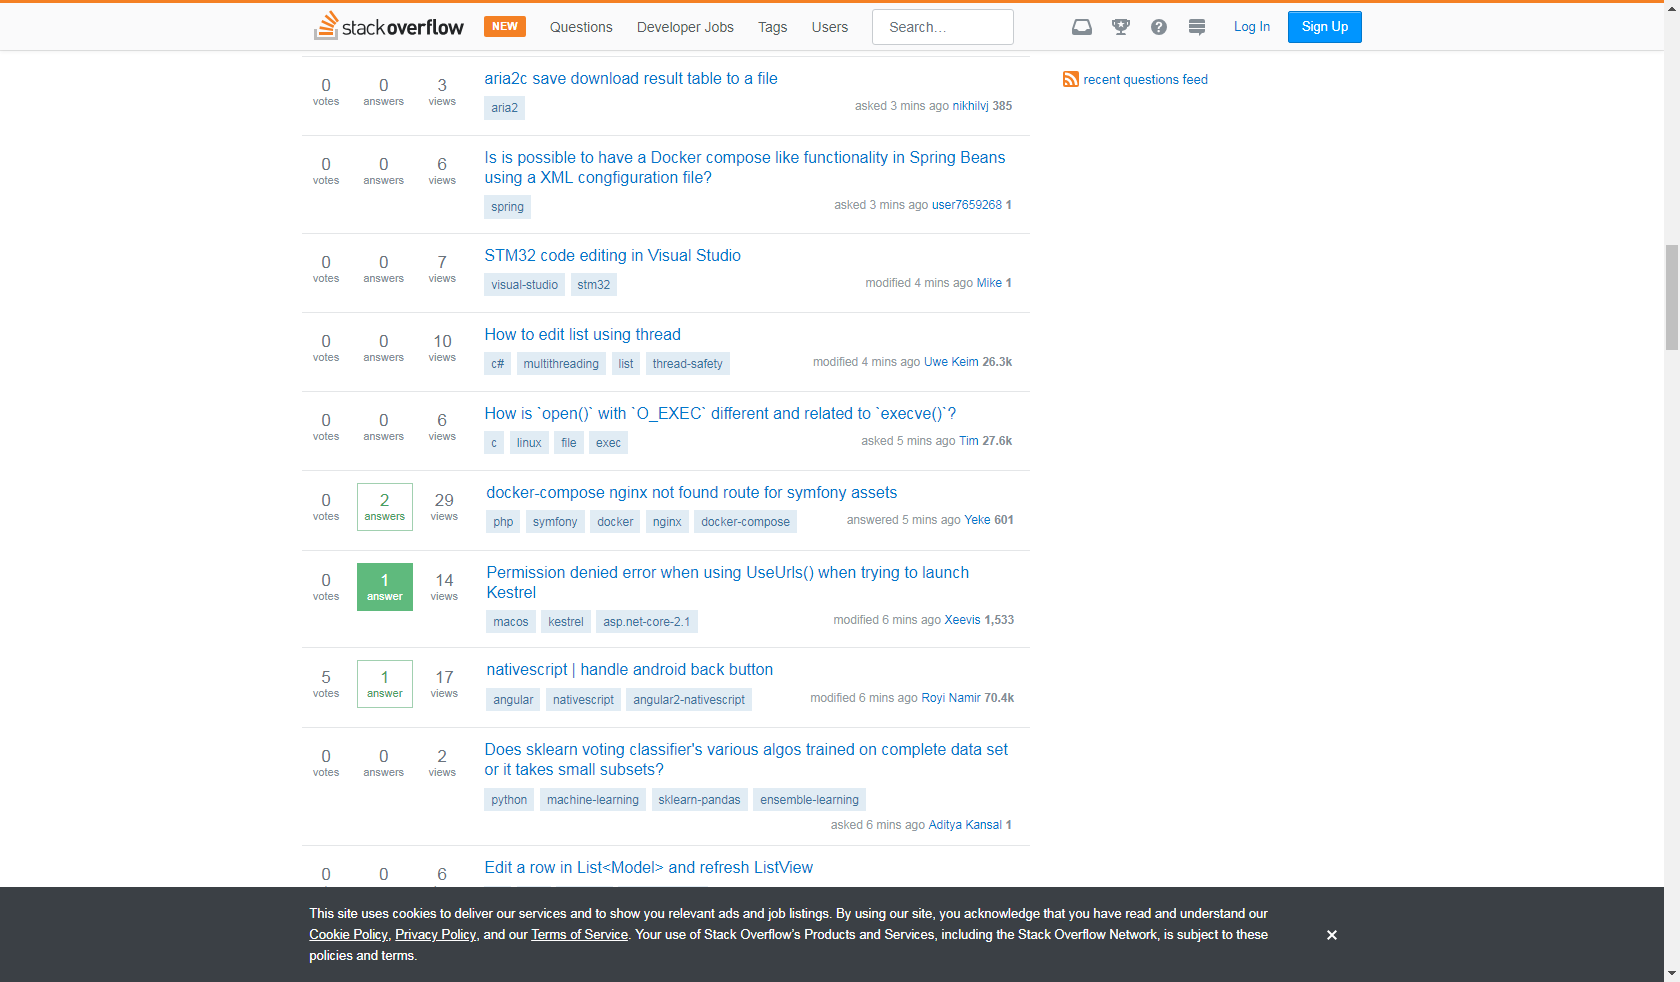 stackoverflow NEW Questions Developer Jobs Tags Users Search... Log In Sign Up
recent questions feed
0 votes 0 answers 3 views
aria2c save download result table to a file
aria2
asked 3 mins ago nikhilvj 385
0 votes 0 answers 6 views
Is is possible to have a Docker compose like functionality in Spring Beans
using a XML congfiguration file?
spring
asked 3 mins ago user7659268 1
0 votes 0 answers 7 views
STM32 code editing in Visual Studio
visual-studio stm32
modified 4 mins ago Mike 1
0 votes 0 answers 10 views
How to edit list using thread
c# multithreading list thread-safety
modified 4 mins ago Uwe Keim 26.3k
0 votes 0 answers 6 views
How is `open()` with `O_EXEC` different and related to `execve()`?
c linux file exec
asked 5 mins ago Tim 27.6k
0 votes 2 answers 29 views
docker-compose nginx not found route for symfony assets
php symfony docker nginx docker-compose
answered 5 mins ago Yeke 601
0 votes 1 answer 14 views
Permission denied error when using UseUrls() when trying to launch
Kestrel
macos kestrel asp.net-core-2.1
modified 6 mins ago Xeevis 1,533
5 votes 1 answer 17 views
nativescript | handle android back button
angular nativescript angular2-nativescript
modified 6 mins ago Royi Namir 70.4k
0 votes 0 answers 2 views
Does sklearn voting classifier's various algos trained on complete data set
or it takes small subsets?
python machine-learning sklearn-pandas ensemble-learning
asked 6 mins ago Aditya Kansal 1
0 0 6
Edit a row in List<Model> and refresh ListView
This site uses cookies to deliver our services and to show you relevant ads and job listings. By using our site, you acknowledge that you have read and understand our
Cookie Policy, Privacy Policy, and our Terms of Service. Your use of Stack Overflow's Products and Services, including the Stack Overflow Network, is subject to these
policies and terms.